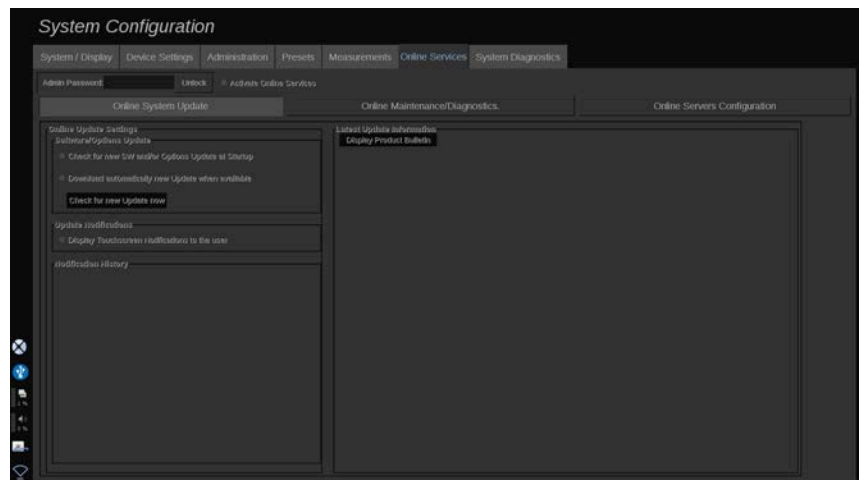 System Configuration
System / Display Device Settings Administration Presets Measurements Online Services System Diagnostics
Admin Password Unlock Activate Online Services
Online System Update Online Maintenance/Diagnostics. Online Servers Configuration
Online Update Settings
Software/Options Update
Check for new SW and/or Options Update at Startup
Download automatically new Update when available
Check for new Update now
Update Notifications
Display Touchscreen Notifications to the user
Notification History
Latest Update Information
Display Product Bulletin